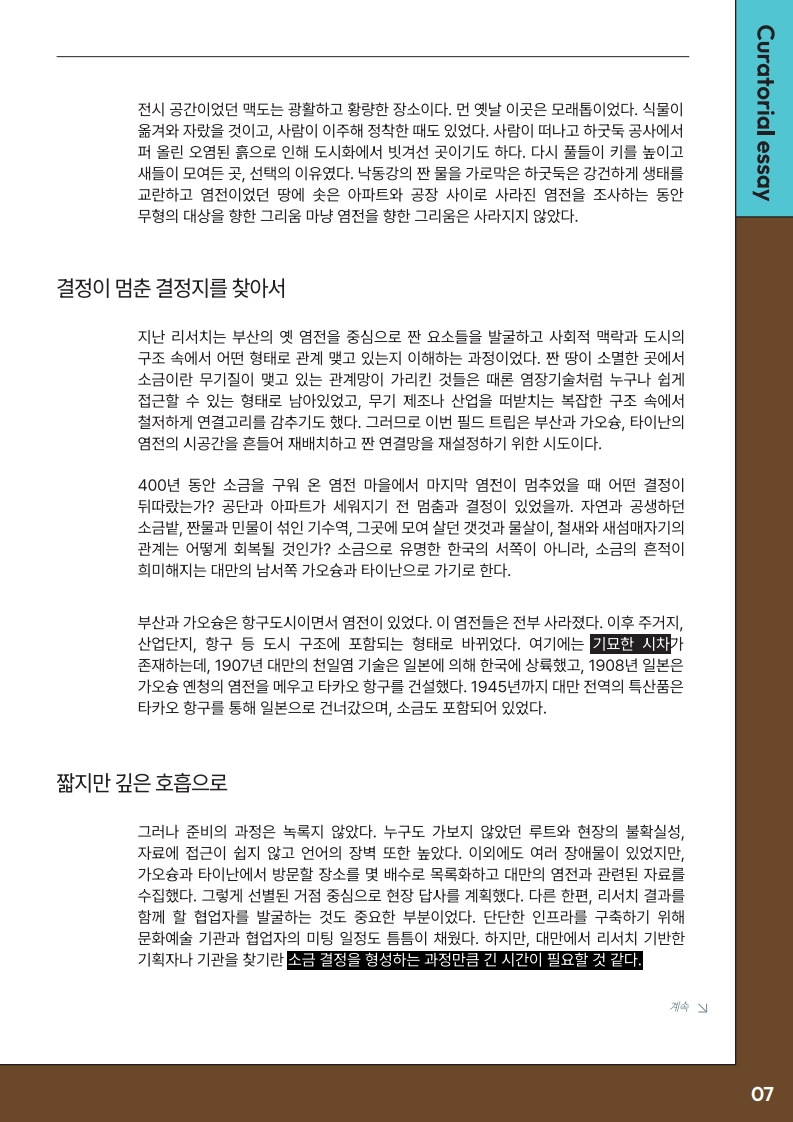 Curatorial essay
전시 공간이었던 맥도는 광활하고 황량한 장소이다. 먼 옛날 이곳은 모래톱이었다. 식물이
옮겨와 자랐을 것이고, 사람이 이주해 정착한 때도 있었다. 사람이 떠나고 하굿둑 공사에서
퍼 올린 오염된 흙으로 인해 도시화에서 빗겨선 곳이기도 하다. 다시 풀들이 키를 높이고
새들이 모여든 곳, 선택의 이유였다. 낙동강의 짠 물을 가로막은 하굿둑은 강건하게 생태를
교란하고 염전이었던 땅에 솟은 아파트와 공장 사이로 사라진 염전을 조사하는 동안
무형의 대상을 향한 그리움 마냥 염전을 향한 그리움은 사라지지 않았다.
결정이 멈춘 결정지를 찾아서
지난 리서치는 부산의 옛 염전을 중심으로 짠 요소들을 발굴하고 사회적 맥락과 도시의
구조 속에서 어떤 형태로 관계 맺고 있는지 이해하는 과정이었다. 짠 땅이 소멸한 곳에서
소금이란 무기질이 맺고 있는 관계망이 가리킨 것들은 때론 염장기술처럼 누구나 쉽게
접근할 수 있는 형태로 남아있었고, 무기 제조나 산업을 떠받치는 복잡한 구조 속에서
철저하게 연결고리를 감추기도 했다. 그러므로 이번 필드 트립은 부산과 가오슝, 타이난의
염전의 시공간을 흔들어 재배치하고 짠 연결망을 재설정하기 위한 시도이다.
400년 동안 소금을 구워 온 염전 마을에서 마지막 염전이 멈추었을 때 어떤 결정이
뒤따랐는가? 공단과 아파트가 세워지기 전 멈춤과 결정이 있었을까. 자연과 공생하던
소금밭, 짠물과 민물이 섞인 기수역, 그곳에 모여 살던 갯것과 물살이, 철새와 새섬매자기의
관계는 어떻게 회복될 것인가? 소금으로 유명한 한국의 서쪽이 아니라, 소금의 흔적이
희미해지는 대만의 남서쪽 가오슝과 타이난으로 가기로 한다.
부산과 가오슝은 항구도시이면서 염전이 있었다. 이 염전들은 전부 사라졌다. 이후 주거지,
산업단지, 항구 등 도시 구조에 포함되는 형태로 바뀌었다. 여기에는 기묘한 시차가
존재하는데, 1907년 대만의 천일염 기술은 일본에 의해 한국에 상륙했고, 1908년 일본은
가오슝 옌청의 염전을 메우고 타카오 항구를 건설했다. 1945년까지 대만 전역의 특산품은
타카오 항구를 통해 일본으로 건너갔으며, 소금도 포함되어 있었다.
짧지만 깊은 호흡으로
그러나 준비의 과정은 녹록지 않았다. 누구도 가보지 않았던 루트와 현장의 불확실성,
자료에 접근이 쉽지 않고 언어의 장벽 또한 높았다. 이외에도 여러 장애물이 있었지만,
가오슝과 타이난에서 방문할 장소를 몇 배수로 목록화하고 대만의 염전과 관련된 자료를
수집했다. 그렇게 선별된 거점 중심으로 현장 답사를 계획했다. 다른 한편, 리서치 결과를
함께 할 협업자를 발굴하는 것도 중요한 부분이었다. 단단한 인프라를 구축하기 위해
문화예술 기관과 협업자의 미팅 일정도 틈틈이 채웠다. 하지만, 대만에서 리서치 기반한
기획자나 기관을 찾기란 소금 결정을 형성하는 과정만큼 긴 시간이 필요할 것 같다.
계속 ↘
07